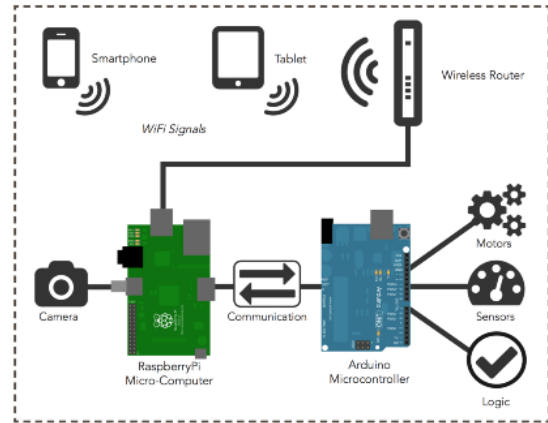 Smartphone
Tablet
Wireless Router
WiFi Signals
Motors
Camera
Communication
Sensors
RaspberryPi
Micro-Computer
Arduino
Microcontroller
Logic